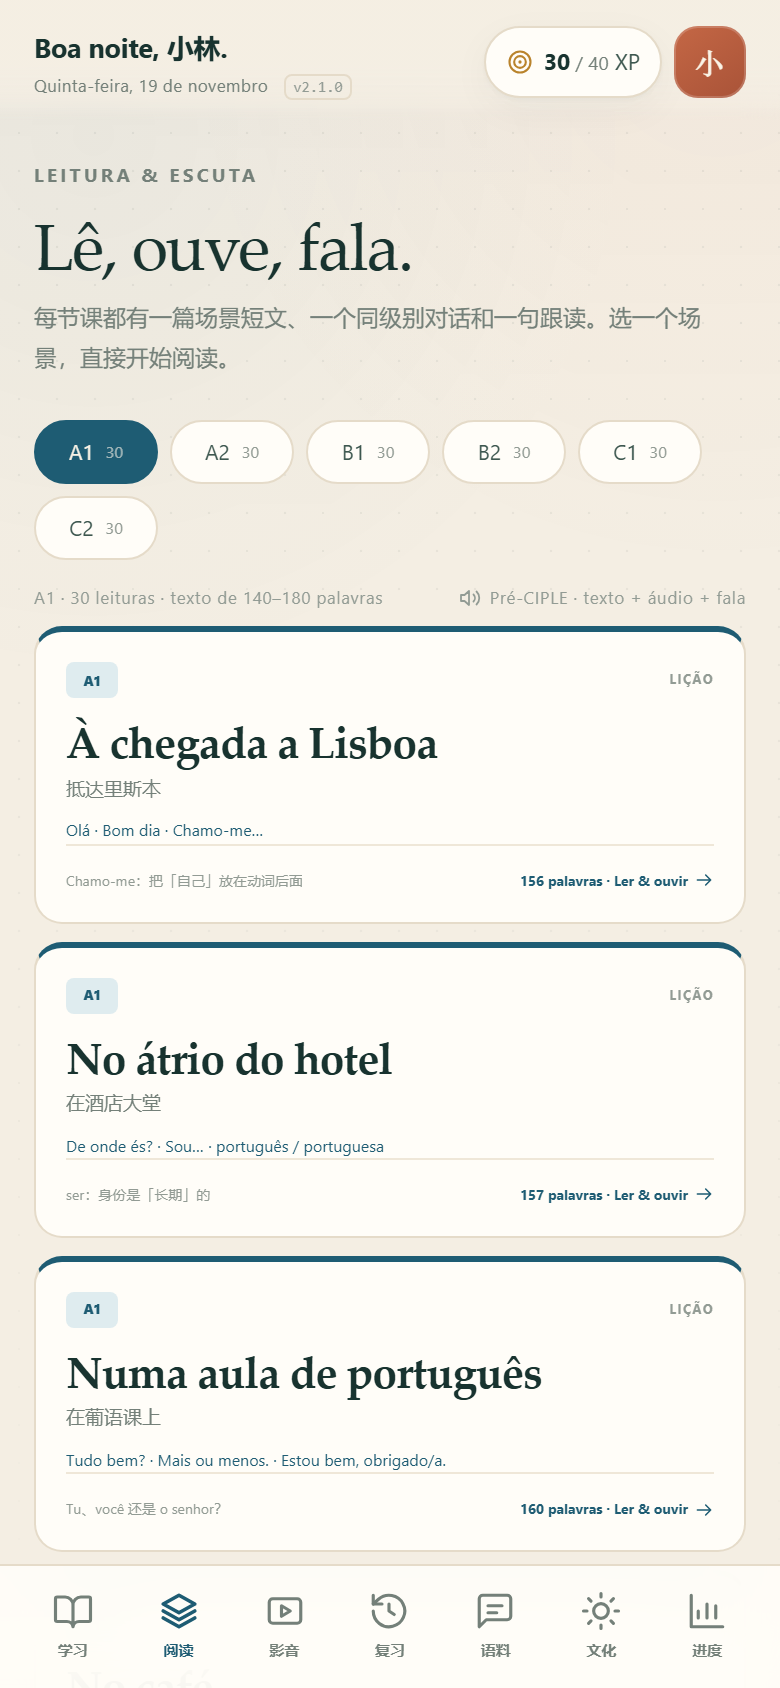 Boa noite, 小林.
Quinta-feira, 19 de novembro v2.1.0
30 / 40 XP
小
LEITURA & ESCUTA
Lê, ouve, fala.
每节课都有一篇场景短文、一个同级别对话和一句跟读。选一个场
景，直接开始阅读。
A1 30
A2 30
B1 30
B2 30
C1 30
C2 30
A1 · 30 leituras · texto de 140–180 palavras
Pré-CIPLE · texto + áudio + fala
A1
LIÇÃO
À chegada a Lisboa
抵达里斯本
Olá · Bom dia · Chamo-me…
Chamo-me：把「自己」放在动词后面
156 palavras · Ler & ouvir →
A1
LIÇÃO
No átrio do hotel
在酒店大堂
De onde és? · Sou… · português / portuguesa
ser：身份是「长期」的
157 palavras · Ler & ouvir →
A1
LIÇÃO
Numa aula de português
在葡语课上
Tudo bem? · Mais ou menos. · Estou bem, obrigado/a.
Tu、você 还是 o senhor？
160 palavras · Ler & ouvir →
学习
阅读
影音
复习
语料
文化
进度
No café